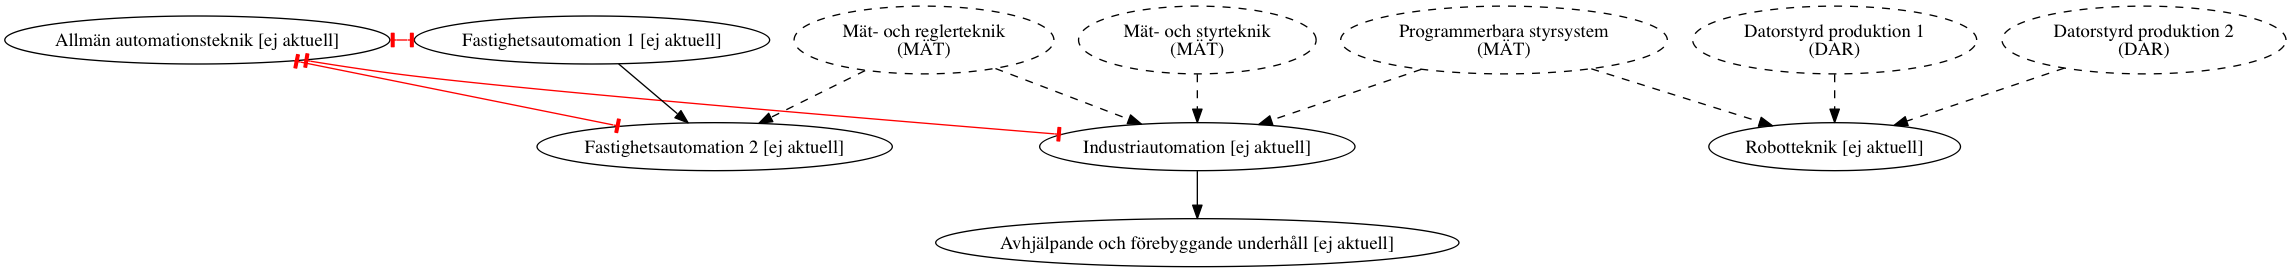 Allmän automationsteknik [ej aktuell]
Fastighetsautomation 1 [ej aktuell]
Mät- och reglerteknik
(MÄT)
Mät- och styrteknik
(MÄT)
Programmerbara styrsystem
(MÄT)
Datorstyrd produktion 1
(DAR)
Datorstyrd produktion 2
(DAR)
Fastighetsautomation 2 [ej aktuell]
Industriautomation [ej aktuell]
Robotteknik [ej aktuell]
Avhjälpande och förebyggande underhåll [ej aktuell]